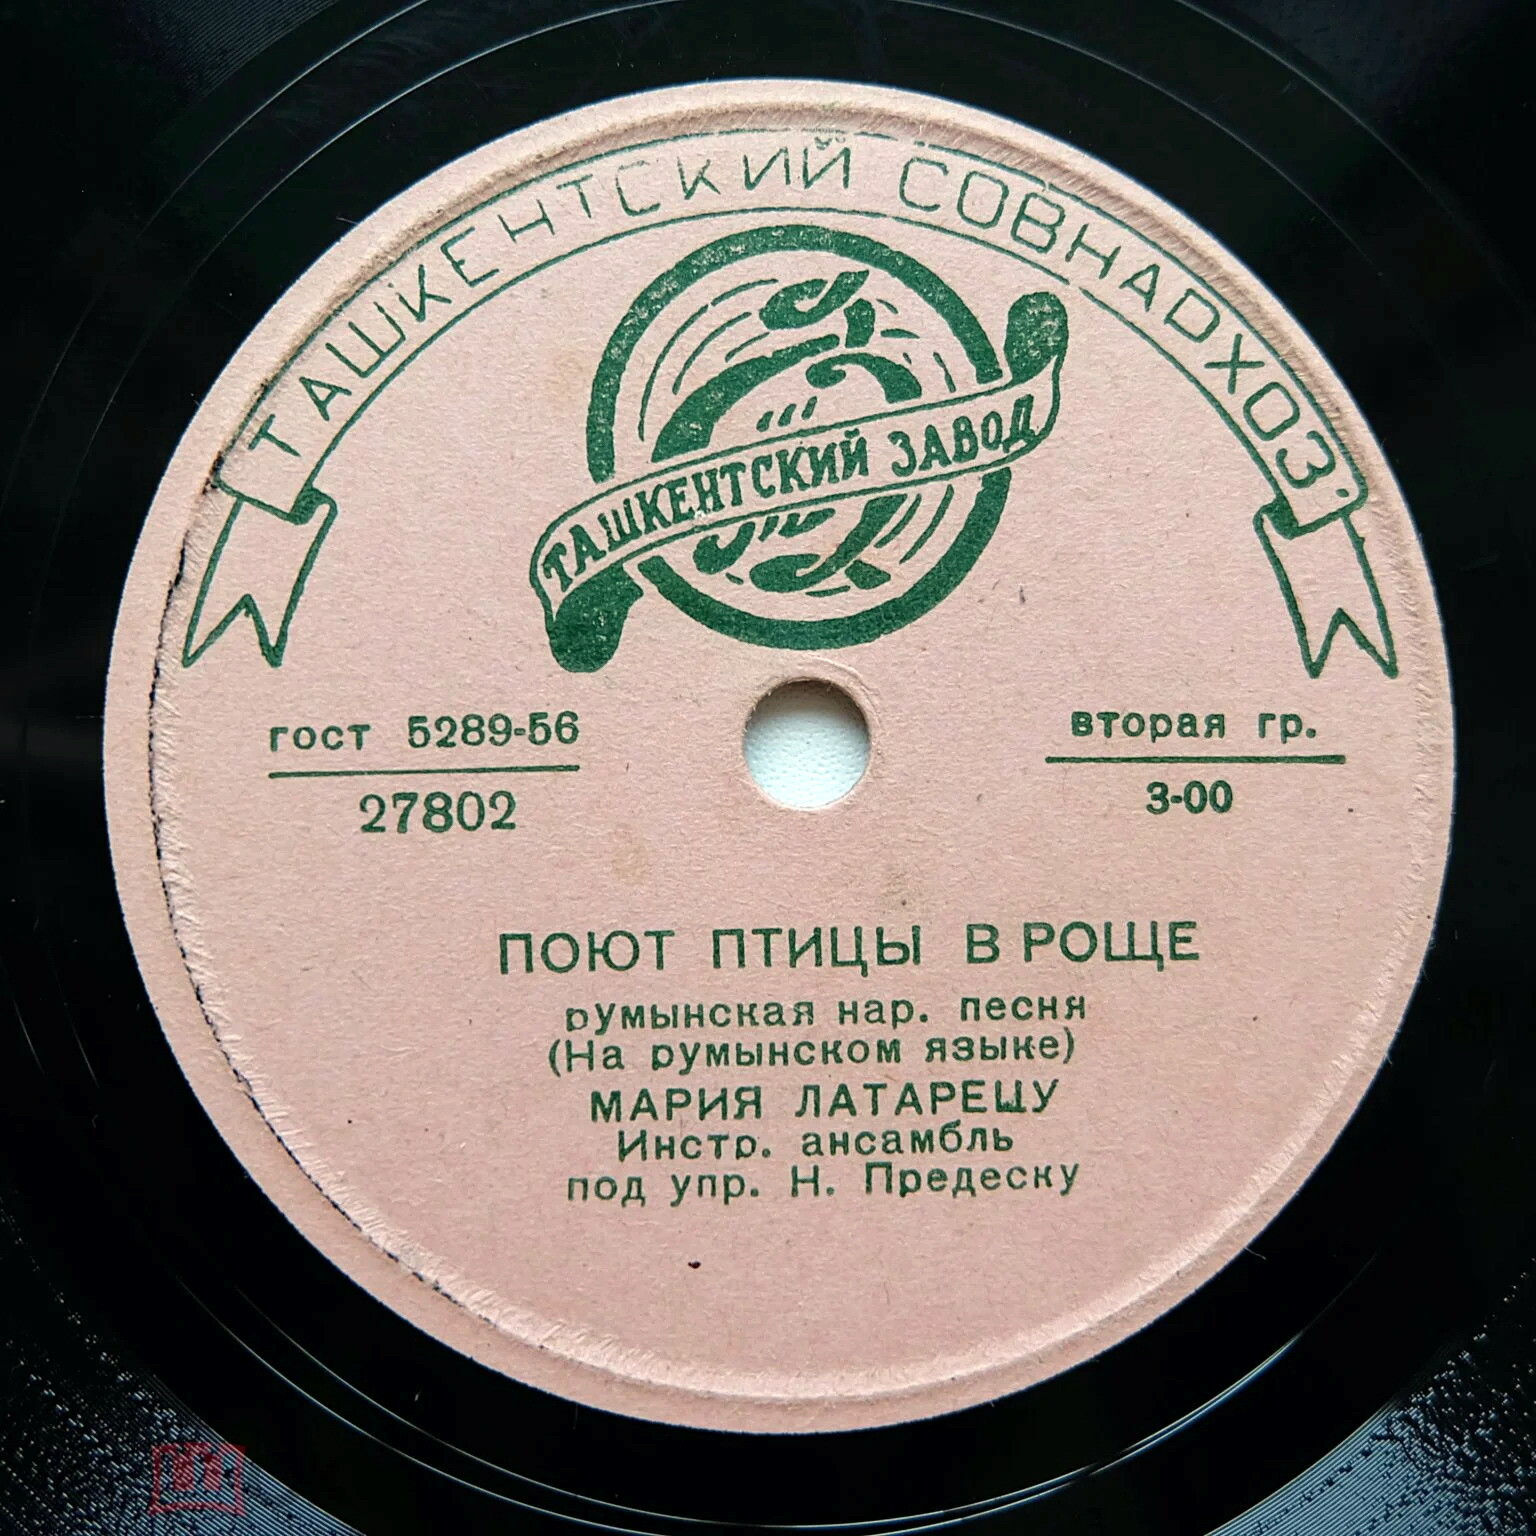 ТАШКЕНТСКИЙ СОВНАРХОЗ
ТАШКЕНТСКИЙ ЗАВОД
гост 5289-56
27802
вторая гр.
3-00
ПОЮТ ПТИЦЫ В РОЩЕ
румынская нар. песня
(На румынском языке)
МАРИЯ ЛАТАРЕЦУ
Инстр. ансамбль
под упр. Н. Предеску